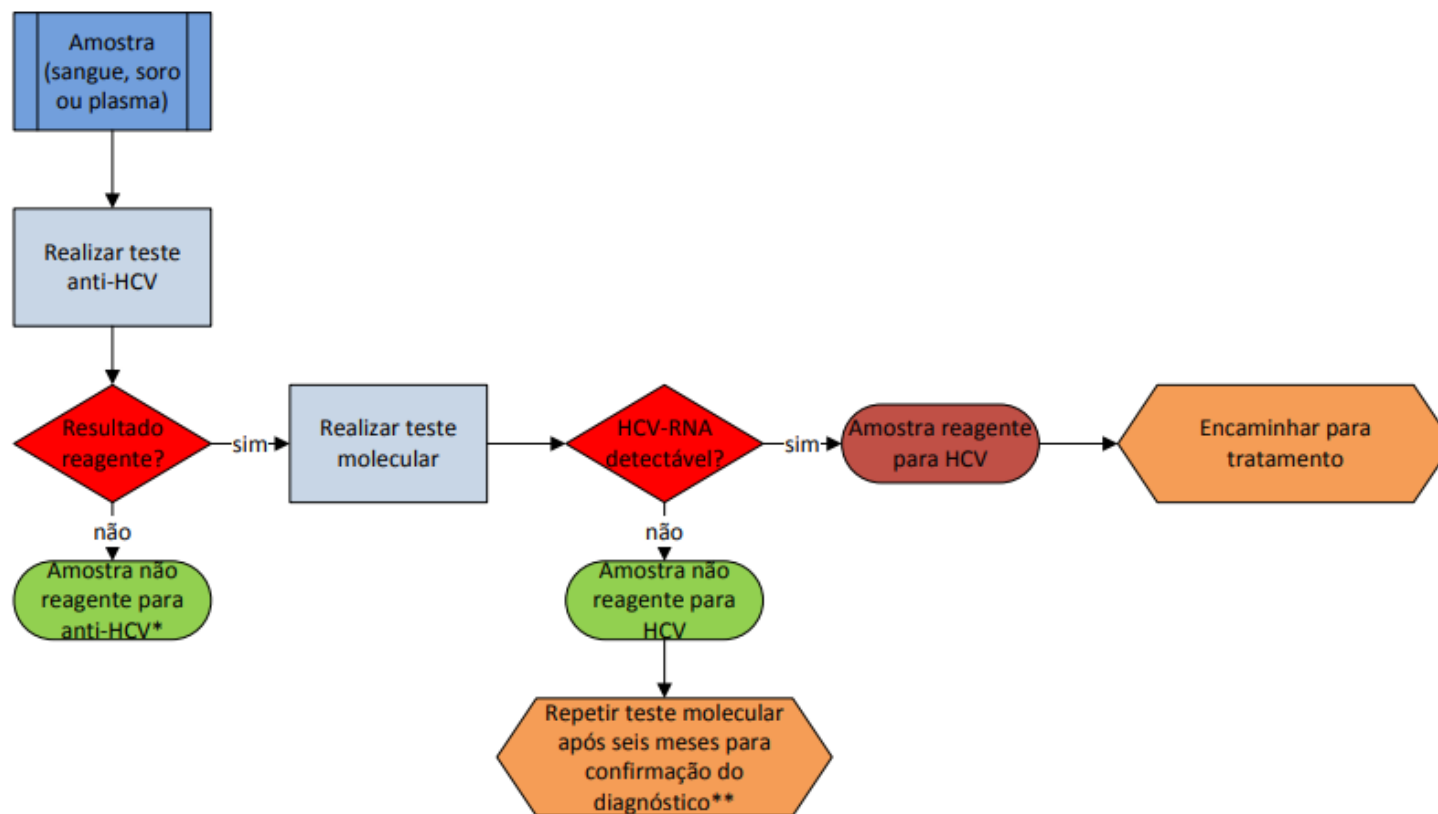 Amostra
(sangue, soro
ou plasma)
Realizar teste
anti-HCV
Resultado
reagente?
sim
Realizar teste
molecular
HCV-RNA
detectável?
sim
Amostra reagente
para HCV
Encaminhar para
tratamento
não
Amostra não
reagente para
anti-HCV*
não
Amostra não
reagente para
HCV
Repetir teste molecular
após seis meses para
confirmação do
diagnóstico**